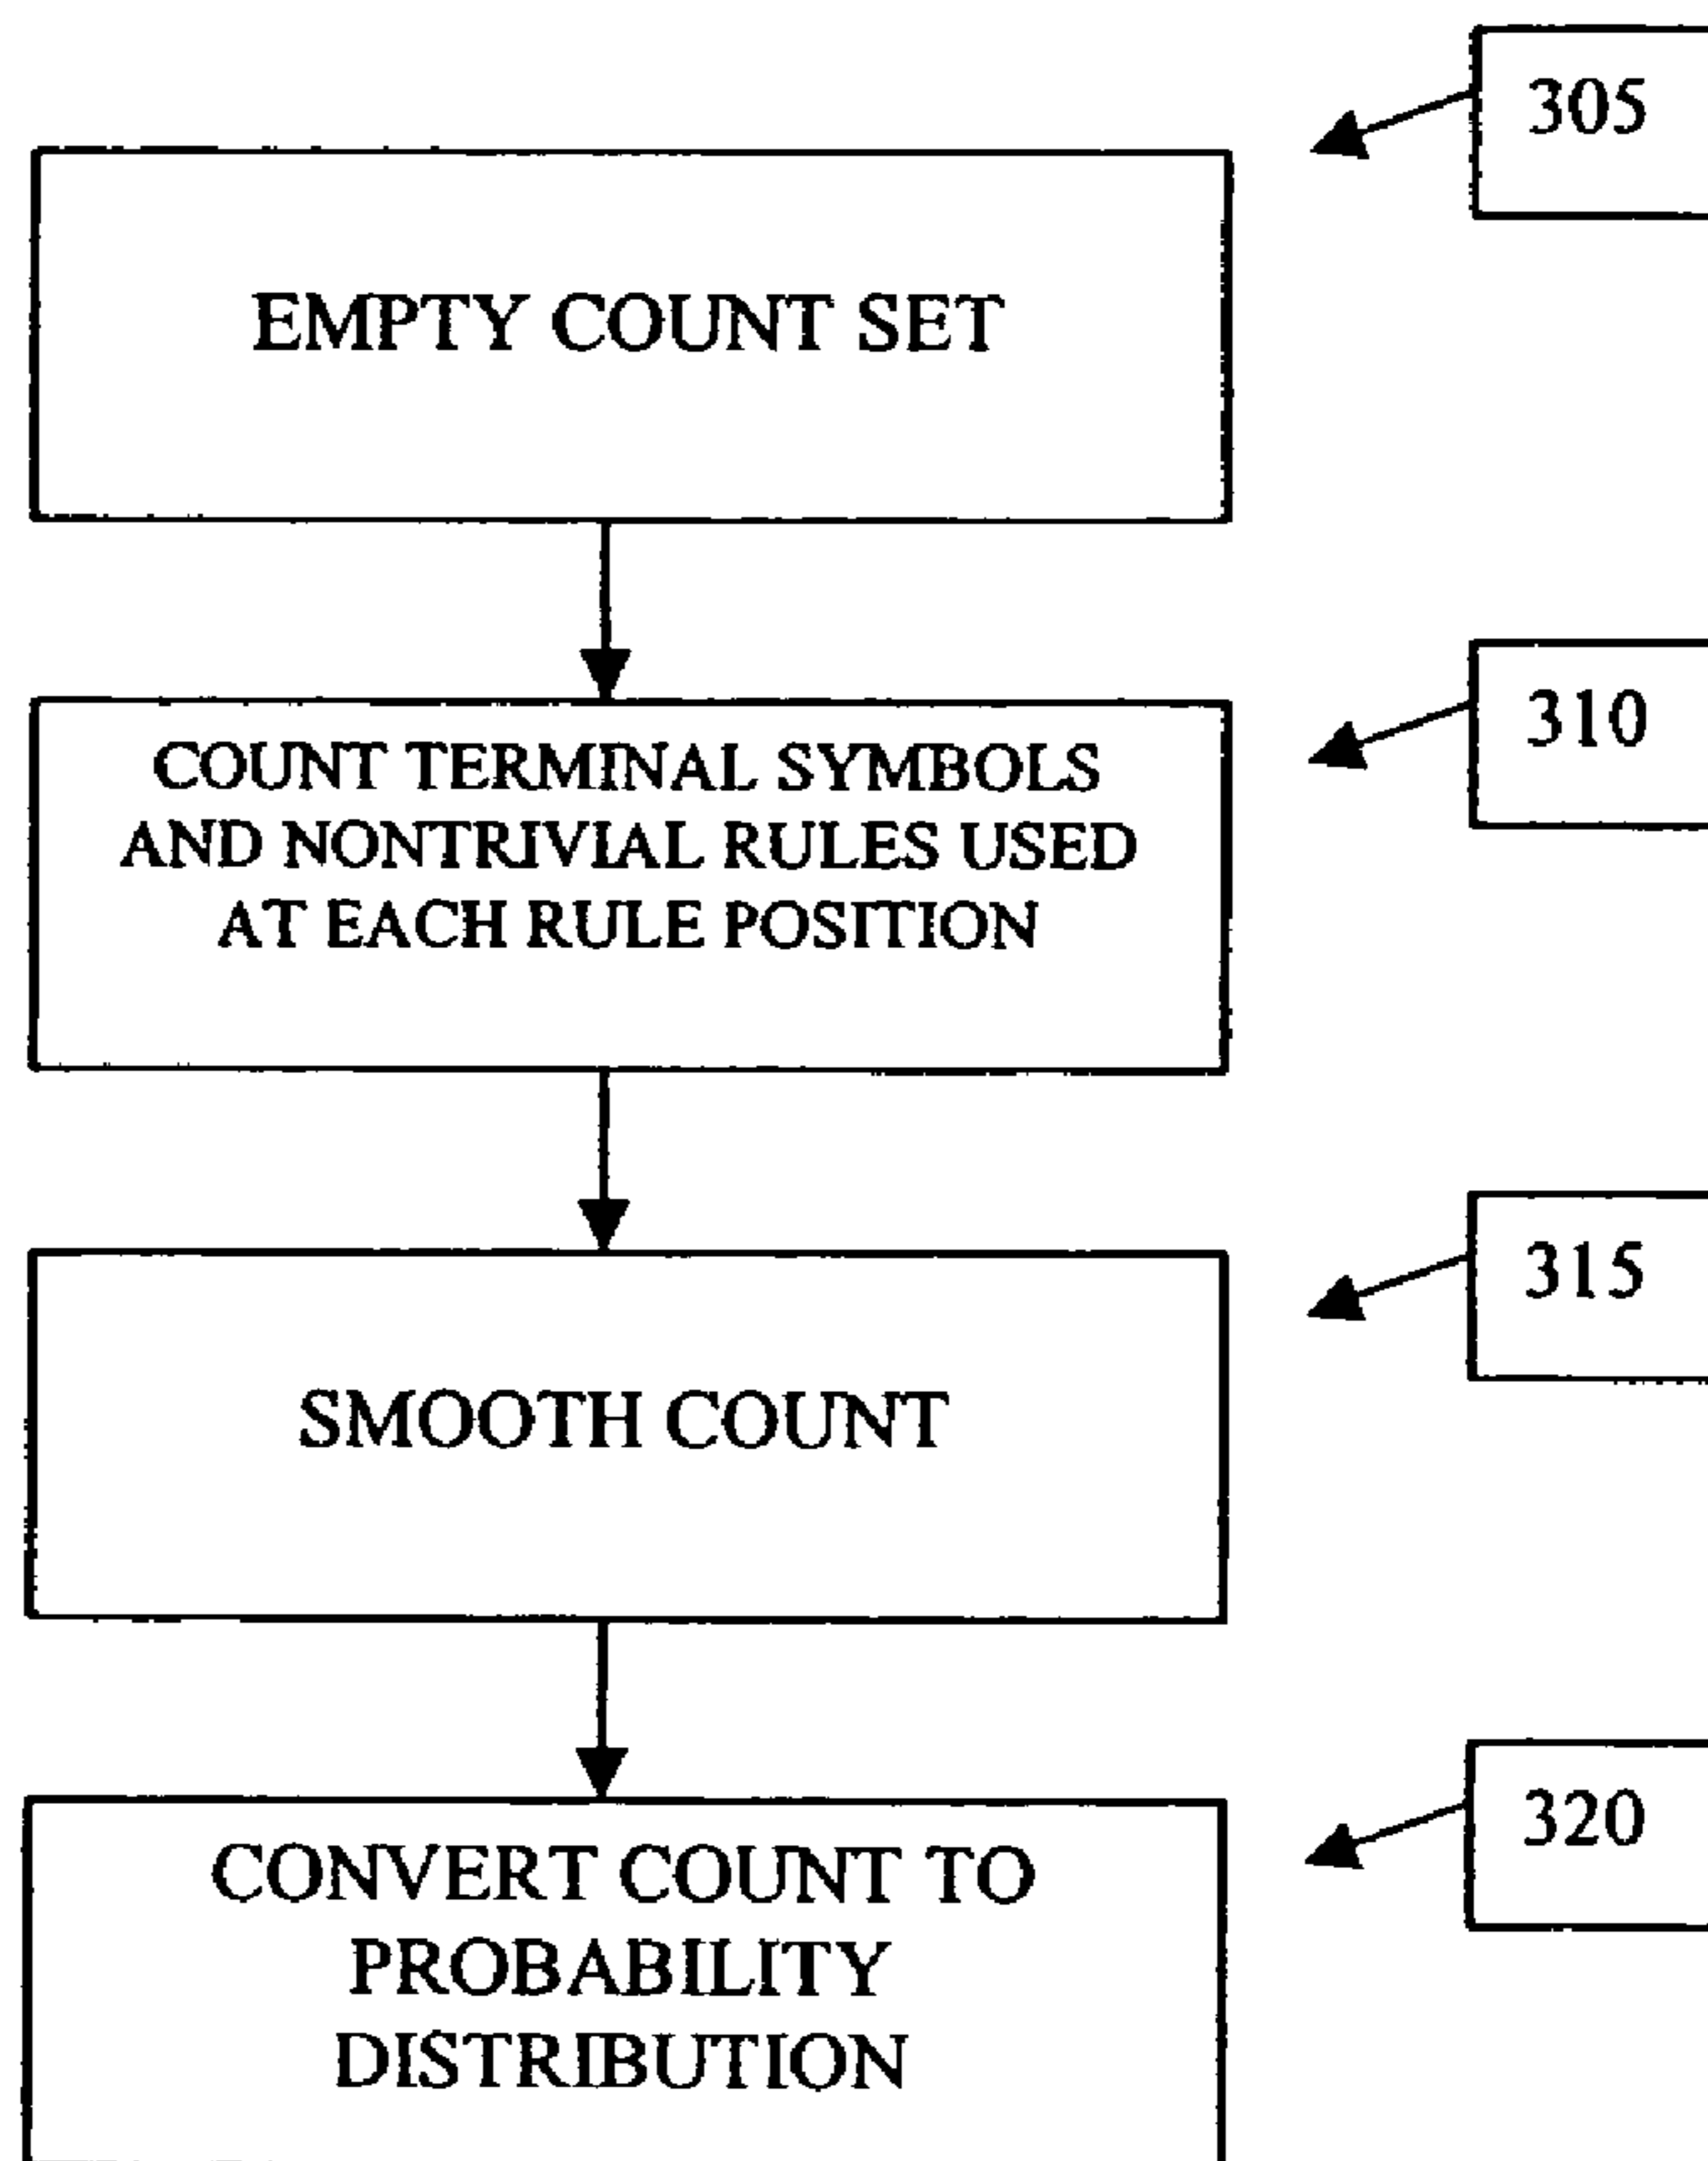 305
EMPTY COUNT SET
310
COUNT TERMINAL SYMBOLS
AND NONTRIVIAL RULES USED
AT EACH RULE POSITION
315
SMOOTH COUNT
320
CONVERT COUNT TO
PROBABILITY
DISTRIBUTION